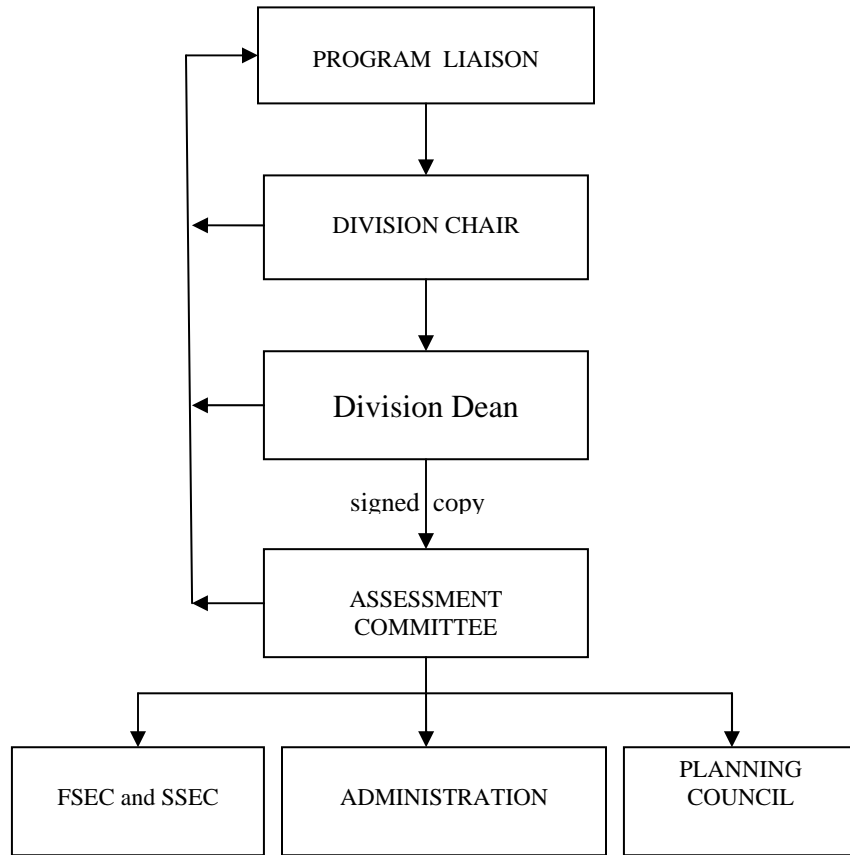 PROGRAM LIAISON
DIVISION CHAIR
Division Dean
signed copy
ASSESSMENT
COMMITTEE
FSEC and SSEC
ADMINISTRATION
PLANNING
COUNCIL